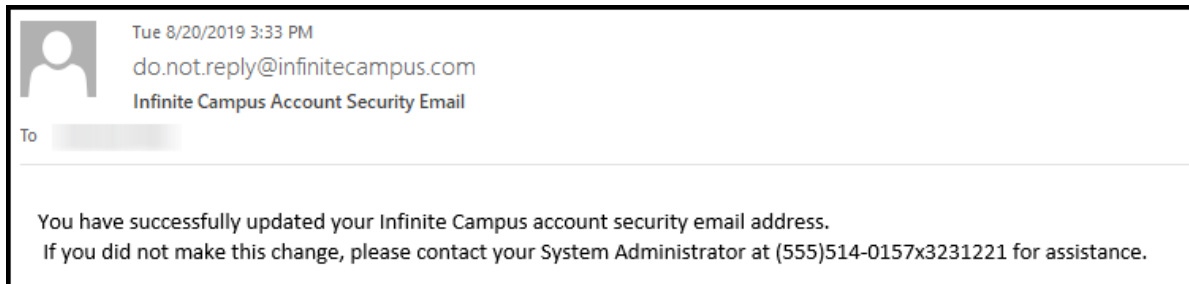 Tue 8/20/2019 3:33 PM
do.not.reply@infinitecampus.com
Infinite Campus Account Security Email
To
You have successfully updated your Infinite Campus account security email address.
If you did not make this change, please contact your System Administrator at (555)514-0157x3231221 for assistance.